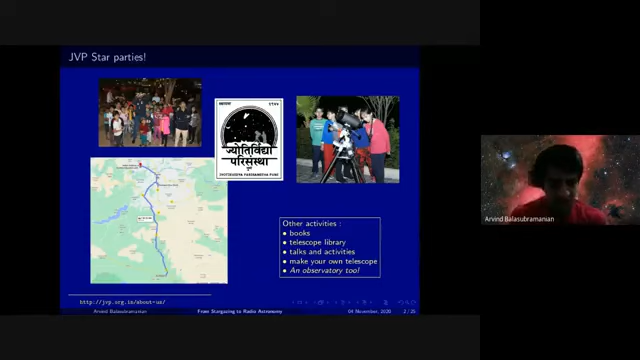 JVP Star parties!
ज्योतिर्विद्या
परिसंस्था
JYOTIRVIDYA PARISANSTHA PUNE
Other activities :
books
telescope library
talks and activities
make your own telescope
An observatory too!
http://jvp.org.in/about-us/
Arvind Balasubramanian
From Stargazing to Radio Astronomy
04 November, 2020
2 / 25
Arvind Balasubramanian